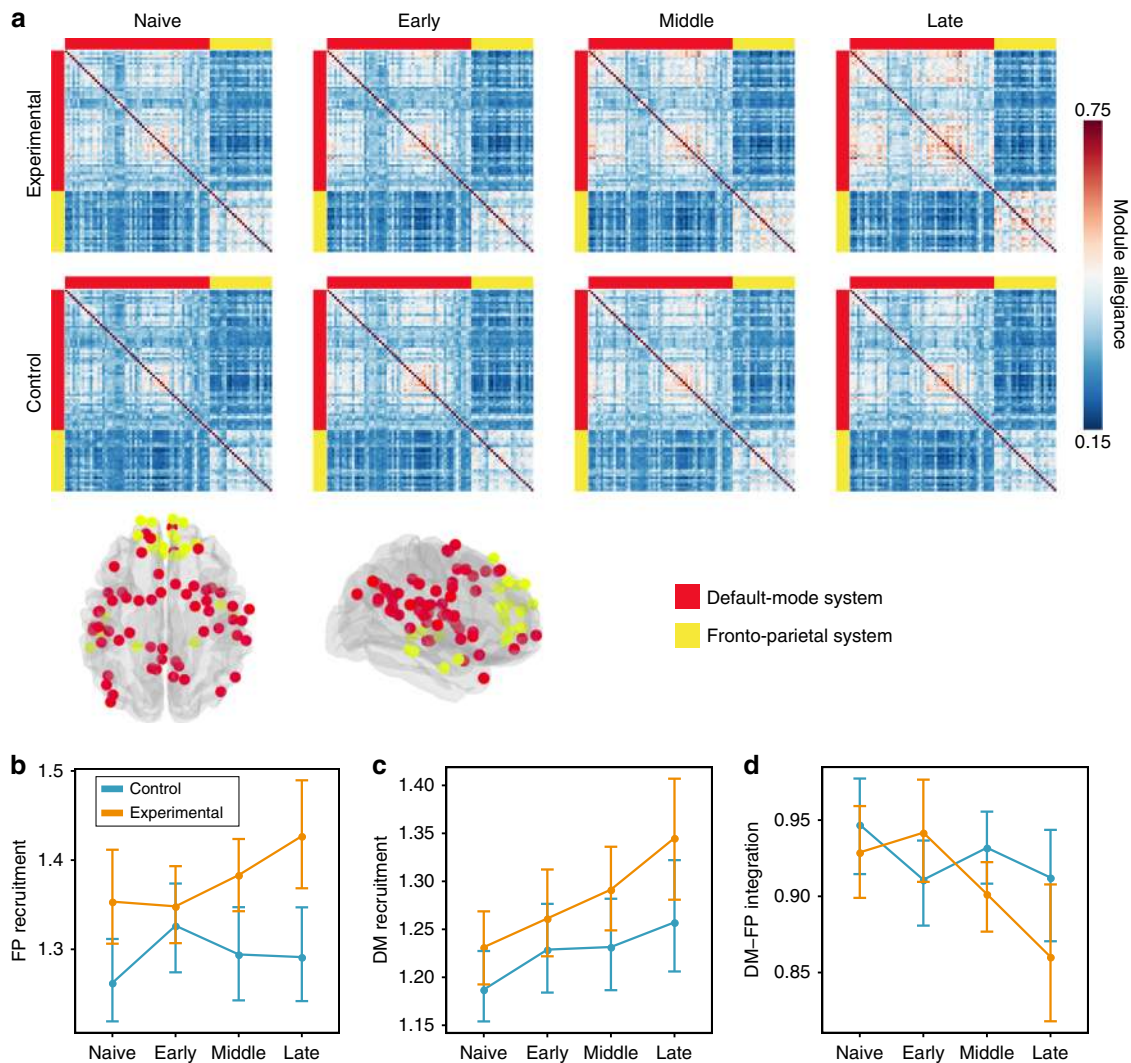 a
Naive Early Middle Late
Experimental
Control
0.75
Module allegiance
0.15
Default-mode system
Fronto-parietal system
b
FP recruitment
1.5
1.4
1.3
Control
Experimental
Naive Early Middle Late
c
DM recruitment
1.40
1.35
1.30
1.25
1.20
1.15
Naive Early Middle Late
d
DM–FP integration
0.95
0.90
0.85
Naive Early Middle Late